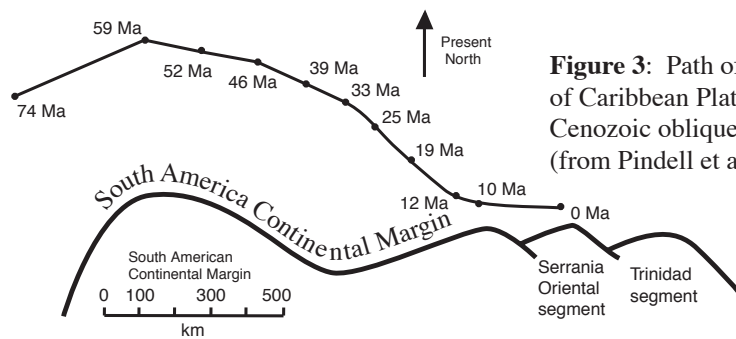 59 Ma
52 Ma
46 Ma
39 Ma
33 Ma
25 Ma
74 Ma
19 Ma
12 Ma
10 Ma
0 Ma
Present
North
Figure 3: Path of
of Caribbean Plat
Cenozoic oblique
(from Pindell et a
South America Continental Margin
South American
Continental Margin
0 100 300 500
km
Serrania
Oriental
segment
Trinidad
segment